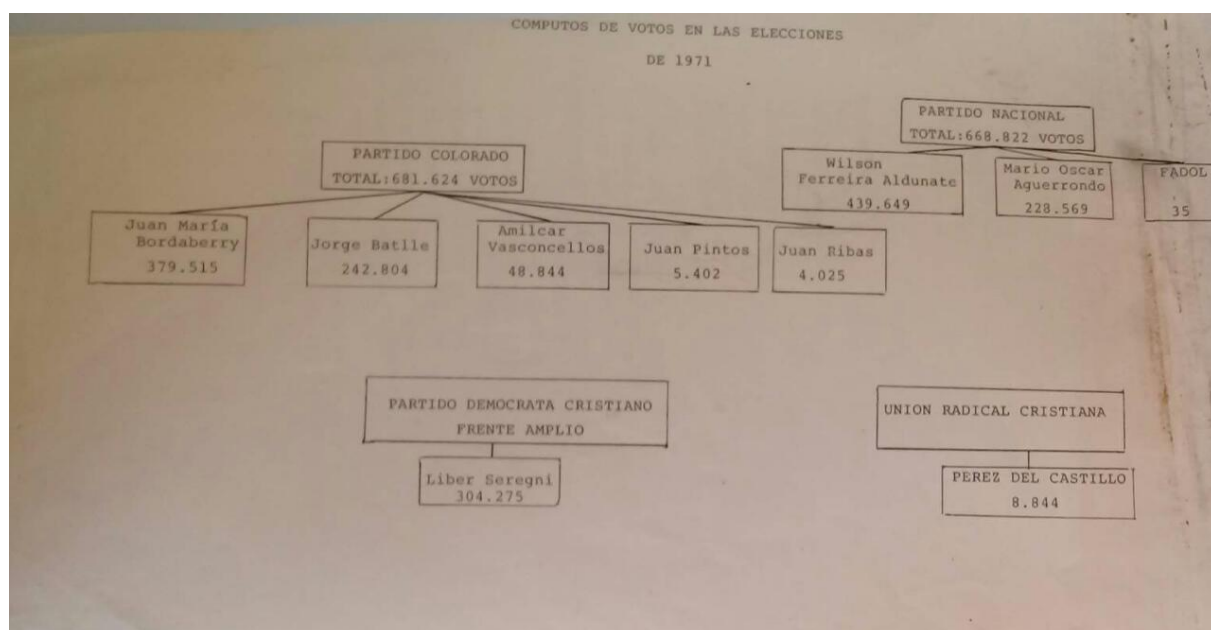 COMPUTOS DE VOTOS EN LAS ELECCIONES
DE 1971
PARTIDO COLORADO
TOTAL:681.624 VOTOS
Juan María
Bordaberry
379.515
Jorge Batlle
242.804
Amilcar
Vasconcellos
48.844
Juan Pintos
5.402
Juan Ribas
4.025
PARTIDO NACIONAL
TOTAL:668.822 VOTOS
Wilson
Ferreira Aldunate
439.649
Mario Oscar
Aguerrondo
228.569
FADOL
35
PARTIDO DEMOCRATA CRISTIANO
FRENTE AMPLIO
Liber Seregni
304.275
UNION RADICAL CRISTIANA
PEREZ DEL CASTILLO
8.844